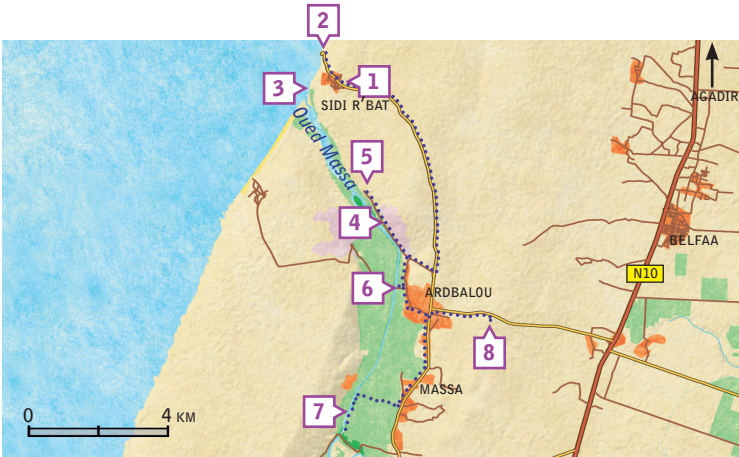 2
1
3
SIDI R'BAT
AGADIR
Oued Massa
5
4
BELFAA
N10
6
ARDBALOU
8
MASSA
7
0 4 KM